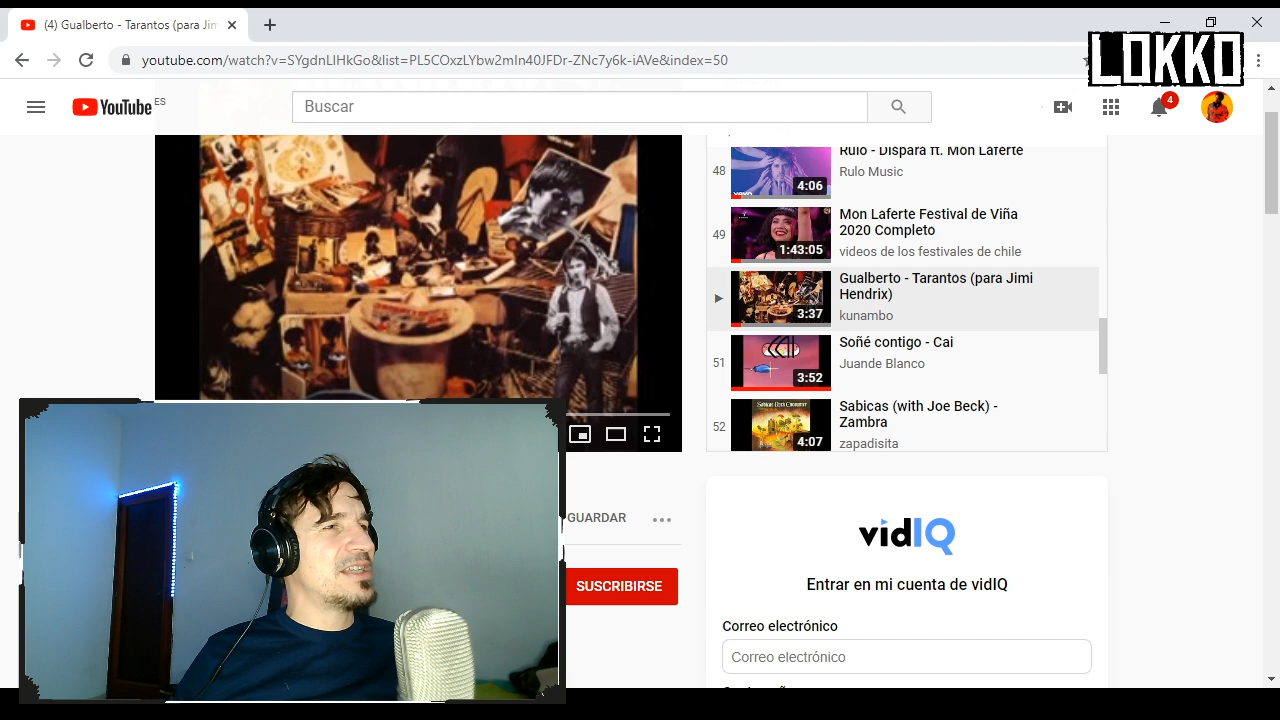 (4) Gualberto - Tarantos (para Jim
LOKKO
youtube.com/watch?v=SYgdnLIHkGo&list=PL5COxzLYbw2mIn40JFDr-ZNc7y6k-iAVe&index=50
YouTube ES
Buscar
4
48
Rulo - Dispara ft. Mon Laferte
Rulo Music
vevo
4:06
49
Mon Laferte Festival de Viña
2020 Completo
videos de los festivales de chile
1:43:05
Gualberto - Tarantos (para Jimi
Hendrix)
kunambo
3:37
51
Soñé contigo - Cai
Juande Blanco
3:52
52
Sabicas (with Joe Beck) -
Zambra
zapadisita
4:07
GUARDAR
SUSCRIBIRSE
vidIQ
Entrar en mi cuenta de vidIQ
Correo electrónico
Correo electrónico